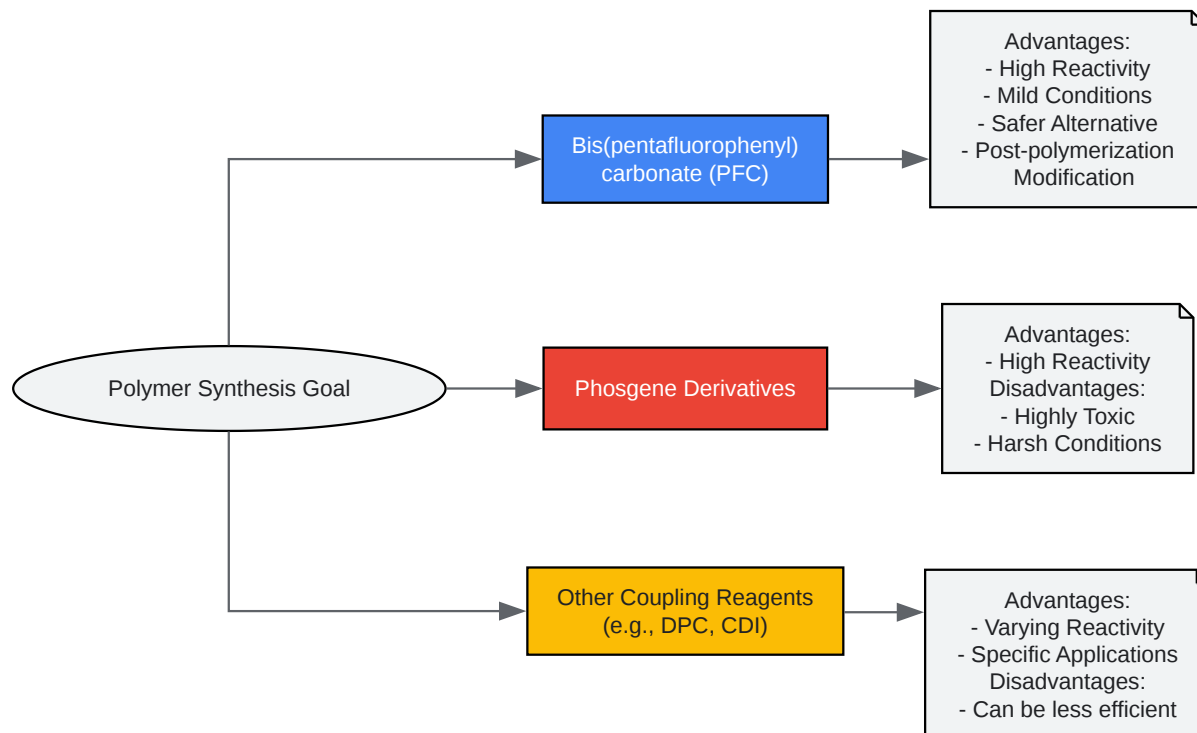 Polymer Synthesis Goal
Bis(pentafluorophenyl)
carbonate (PFC)
Advantages:
- High Reactivity
- Mild Conditions
- Safer Alternative
- Post-polymerization
Modification
Phosgene Derivatives
Advantages:
- High Reactivity
Disadvantages:
- Highly Toxic
- Harsh Conditions
Other Coupling Reagents
(e.g., DPC, CDI)
Advantages:
- Varying Reactivity
- Specific Applications
Disadvantages:
- Can be less efficient